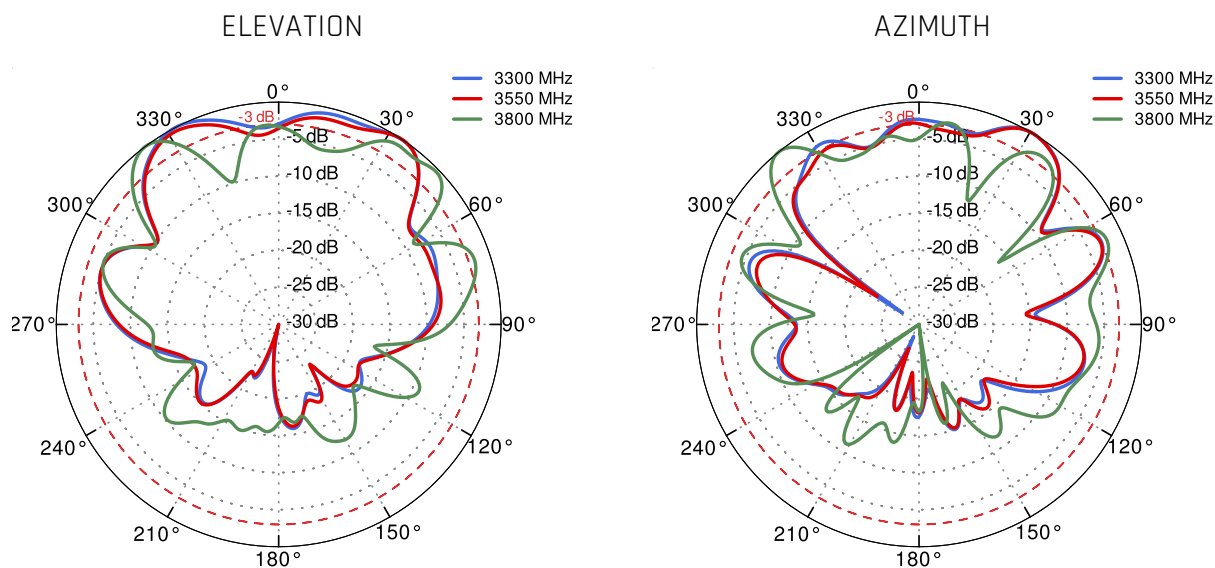 ELEVATION
3300 MHz
3550 MHz
3800 MHz
0°
30°
60°
90°
120°
150°
180°
210°
240°
270°
300°
330°
-3 dB
-5 dB
-10 dB
-15 dB
-20 dB
-25 dB
-30 dB
AZIMUTH
3300 MHz
3550 MHz
3800 MHz
0°
30°
60°
90°
120°
150°
180°
210°
240°
270°
300°
330°
-3 dB
-5dB
-10 dB
-15 dB
-20 dB
-25 dB
-30 dB